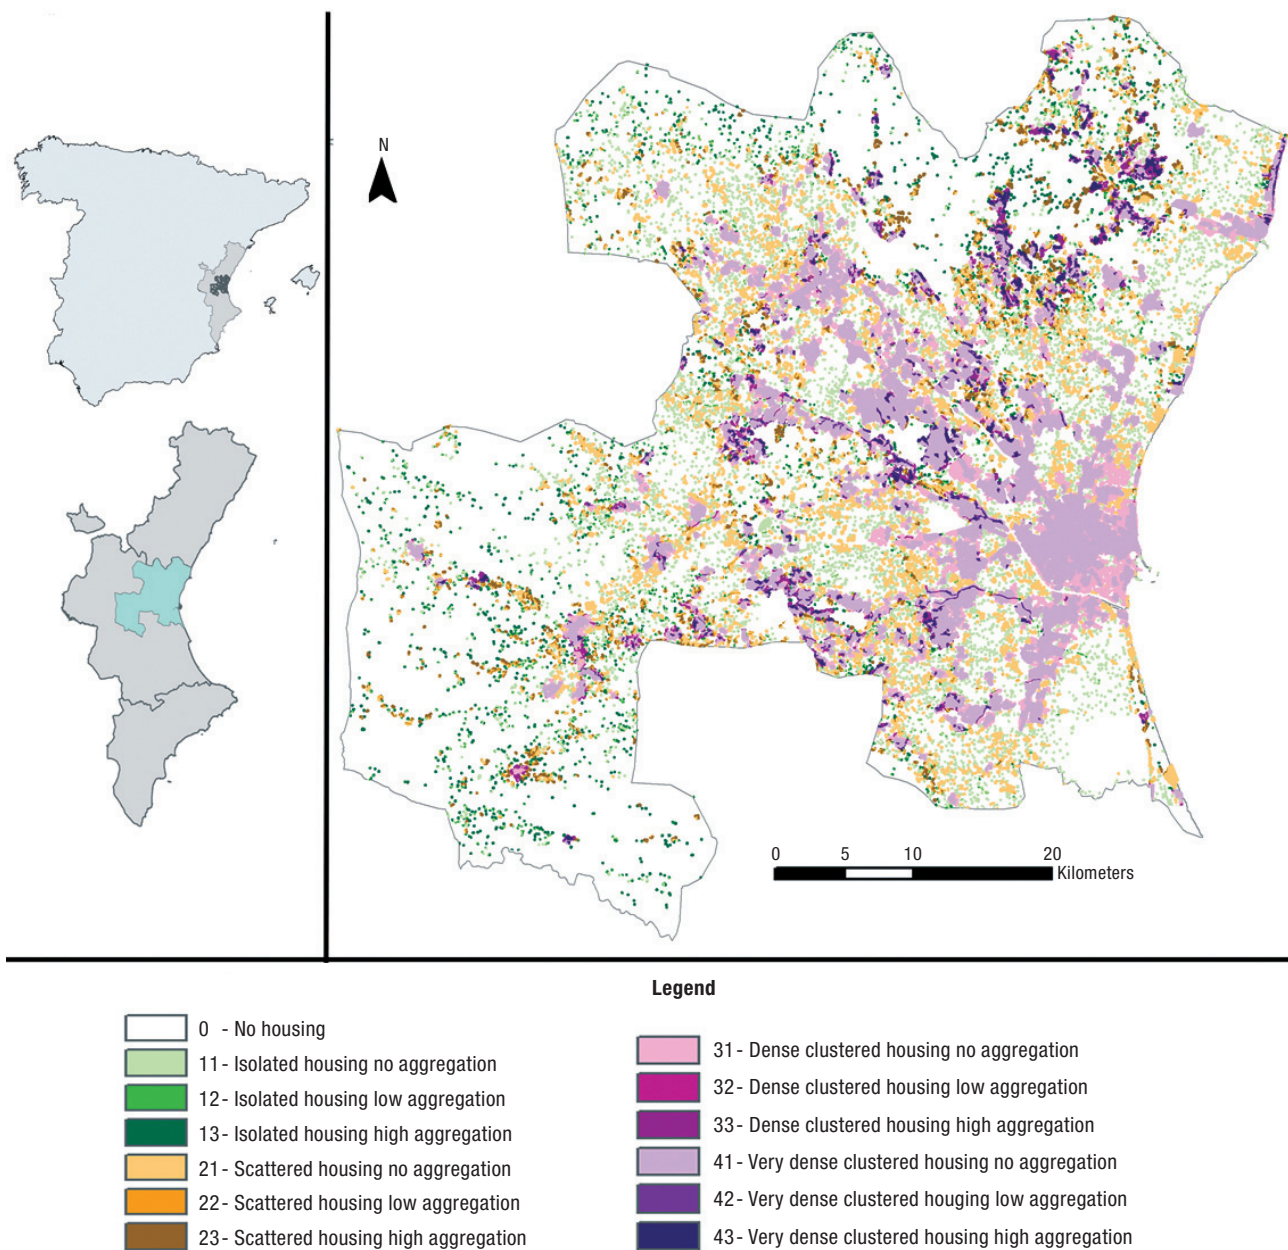 N
0 5 10 20
Kilometers
Legend
0 - No housing
11 - Isolated housing no aggregation
12 - Isolated housing low aggregation
13 - Isolated housing high aggregation
21 - Scattered housing no aggregation
22 - Scattered housing low aggregation
23 - Scattered housing high aggregation
31 - Dense clustered housing no aggregation
32 - Dense clustered housing low aggregation
33 - Dense clustered housing high aggregation
41 - Very dense clustered housing no aggregation
42 - Very dense clustered houging low aggregation
43 - Very dense clustered housing high aggregation